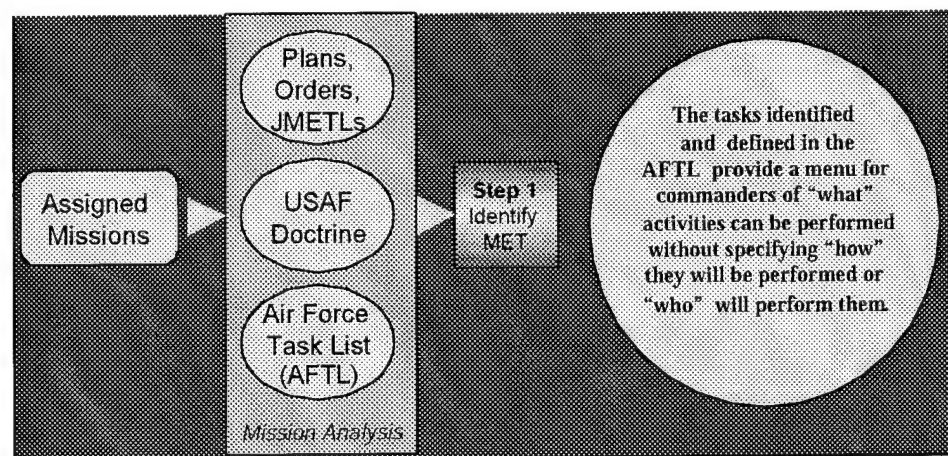 Assigned
Missions
Plans,
Orders,
JMETLs
USAF
Doctrine
Air Force
Task List
(AFTL)
Mission Analysis
Step 1
Identify
MET
The tasks identified
and defined in the
AFTL provide a menu for
commanders of "what"
activities can be performed
without specifying "how"
they will be performed or
"who" will perform them.